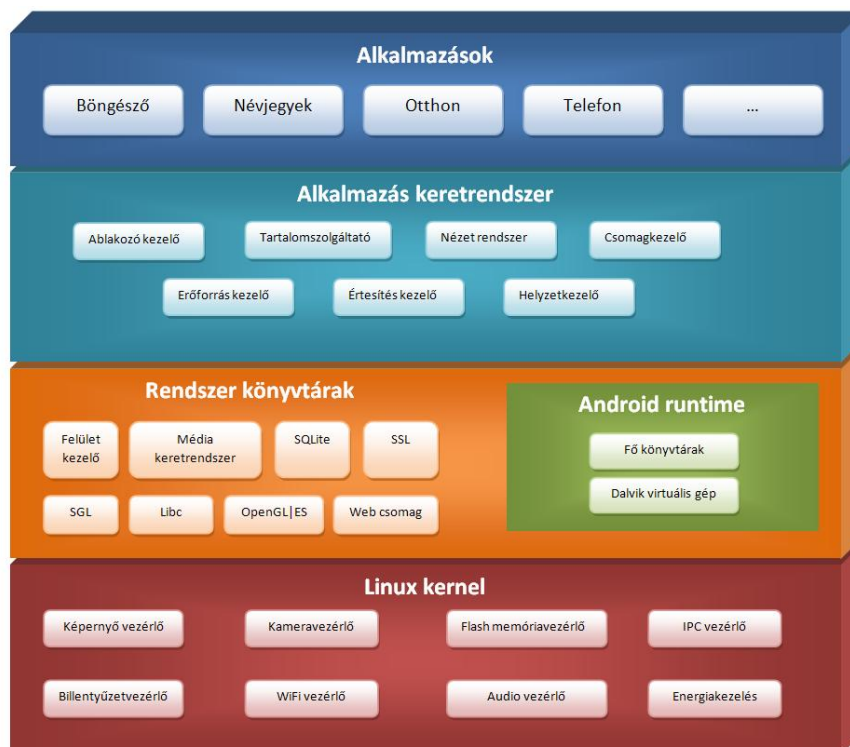 Alkalmazások
Böngésző
Névjegyek
Otthon
Telefon
...
Alkalmazás keretrendszer
Ablakozó kezelő
Tartalomszolgáltató
Nézet rendszer
Csomagkezelő
Erőforrás kezelő
Értesítés kezelő
Helyzetkezelő
Rendszer könyvtárak
Felület
kezelő
Média
keretrendszer
SQLite
SSL
SGL
Libc
OpenGL|ES
Web csomag
Android runtime
Fő könyvtárak
Dalvik virtuális gép
Linux kernel
Képernyő vezérlő
Kameravezérlő
Flash memóriavezérlő
IPC vezérlő
Billentyűzetvezérlő
WiFi vezérlő
Audio vezérlő
Energiakezelés